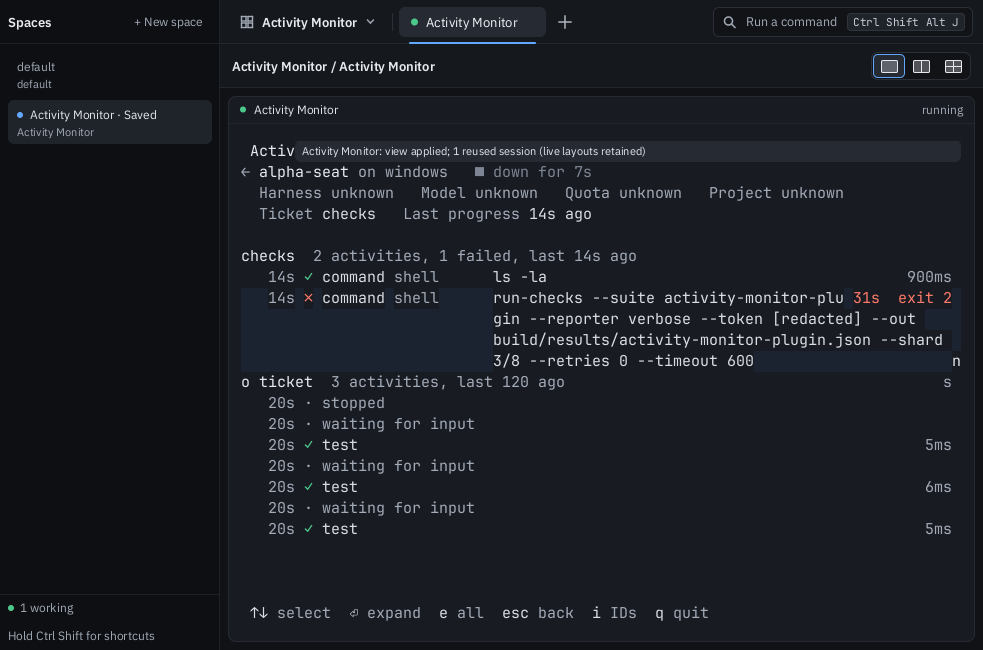 Spaces + New space
Activity Monitor
Activity Monitor
Run a command Ctrl Shift Alt J
default
default
Activity Monitor · Saved
Activity Monitor
Activity Monitor / Activity Monitor
Activity Monitor running
Activ Activity Monitor: view applied; 1 reused session (live layouts retained)
← alpha-seat on windows ■ down for 7s
Harness unknown Model unknown Quota unknown Project unknown
Ticket checks Last progress 14s ago
checks 2 activities, 1 failed, last 14s ago
14s ✓ command shell ls -la 900ms
14s × command shell run-checks --suite activity-monitor-plu 31s exit 2
gin --reporter verbose --token [redacted] --out
build/results/activity-monitor-plugin.json --shard
3/8 --retries 0 --timeout 600 n
o ticket 3 activities, last 120 ago s
20s · stopped
20s · waiting for input
20s ✓ test 5ms
20s · waiting for input
20s ✓ test 6ms
20s · waiting for input
20s ✓ test 5ms
↑↓ select ⏎ expand e all esc back i IDs q quit
1 working
Hold Ctrl Shift for shortcuts